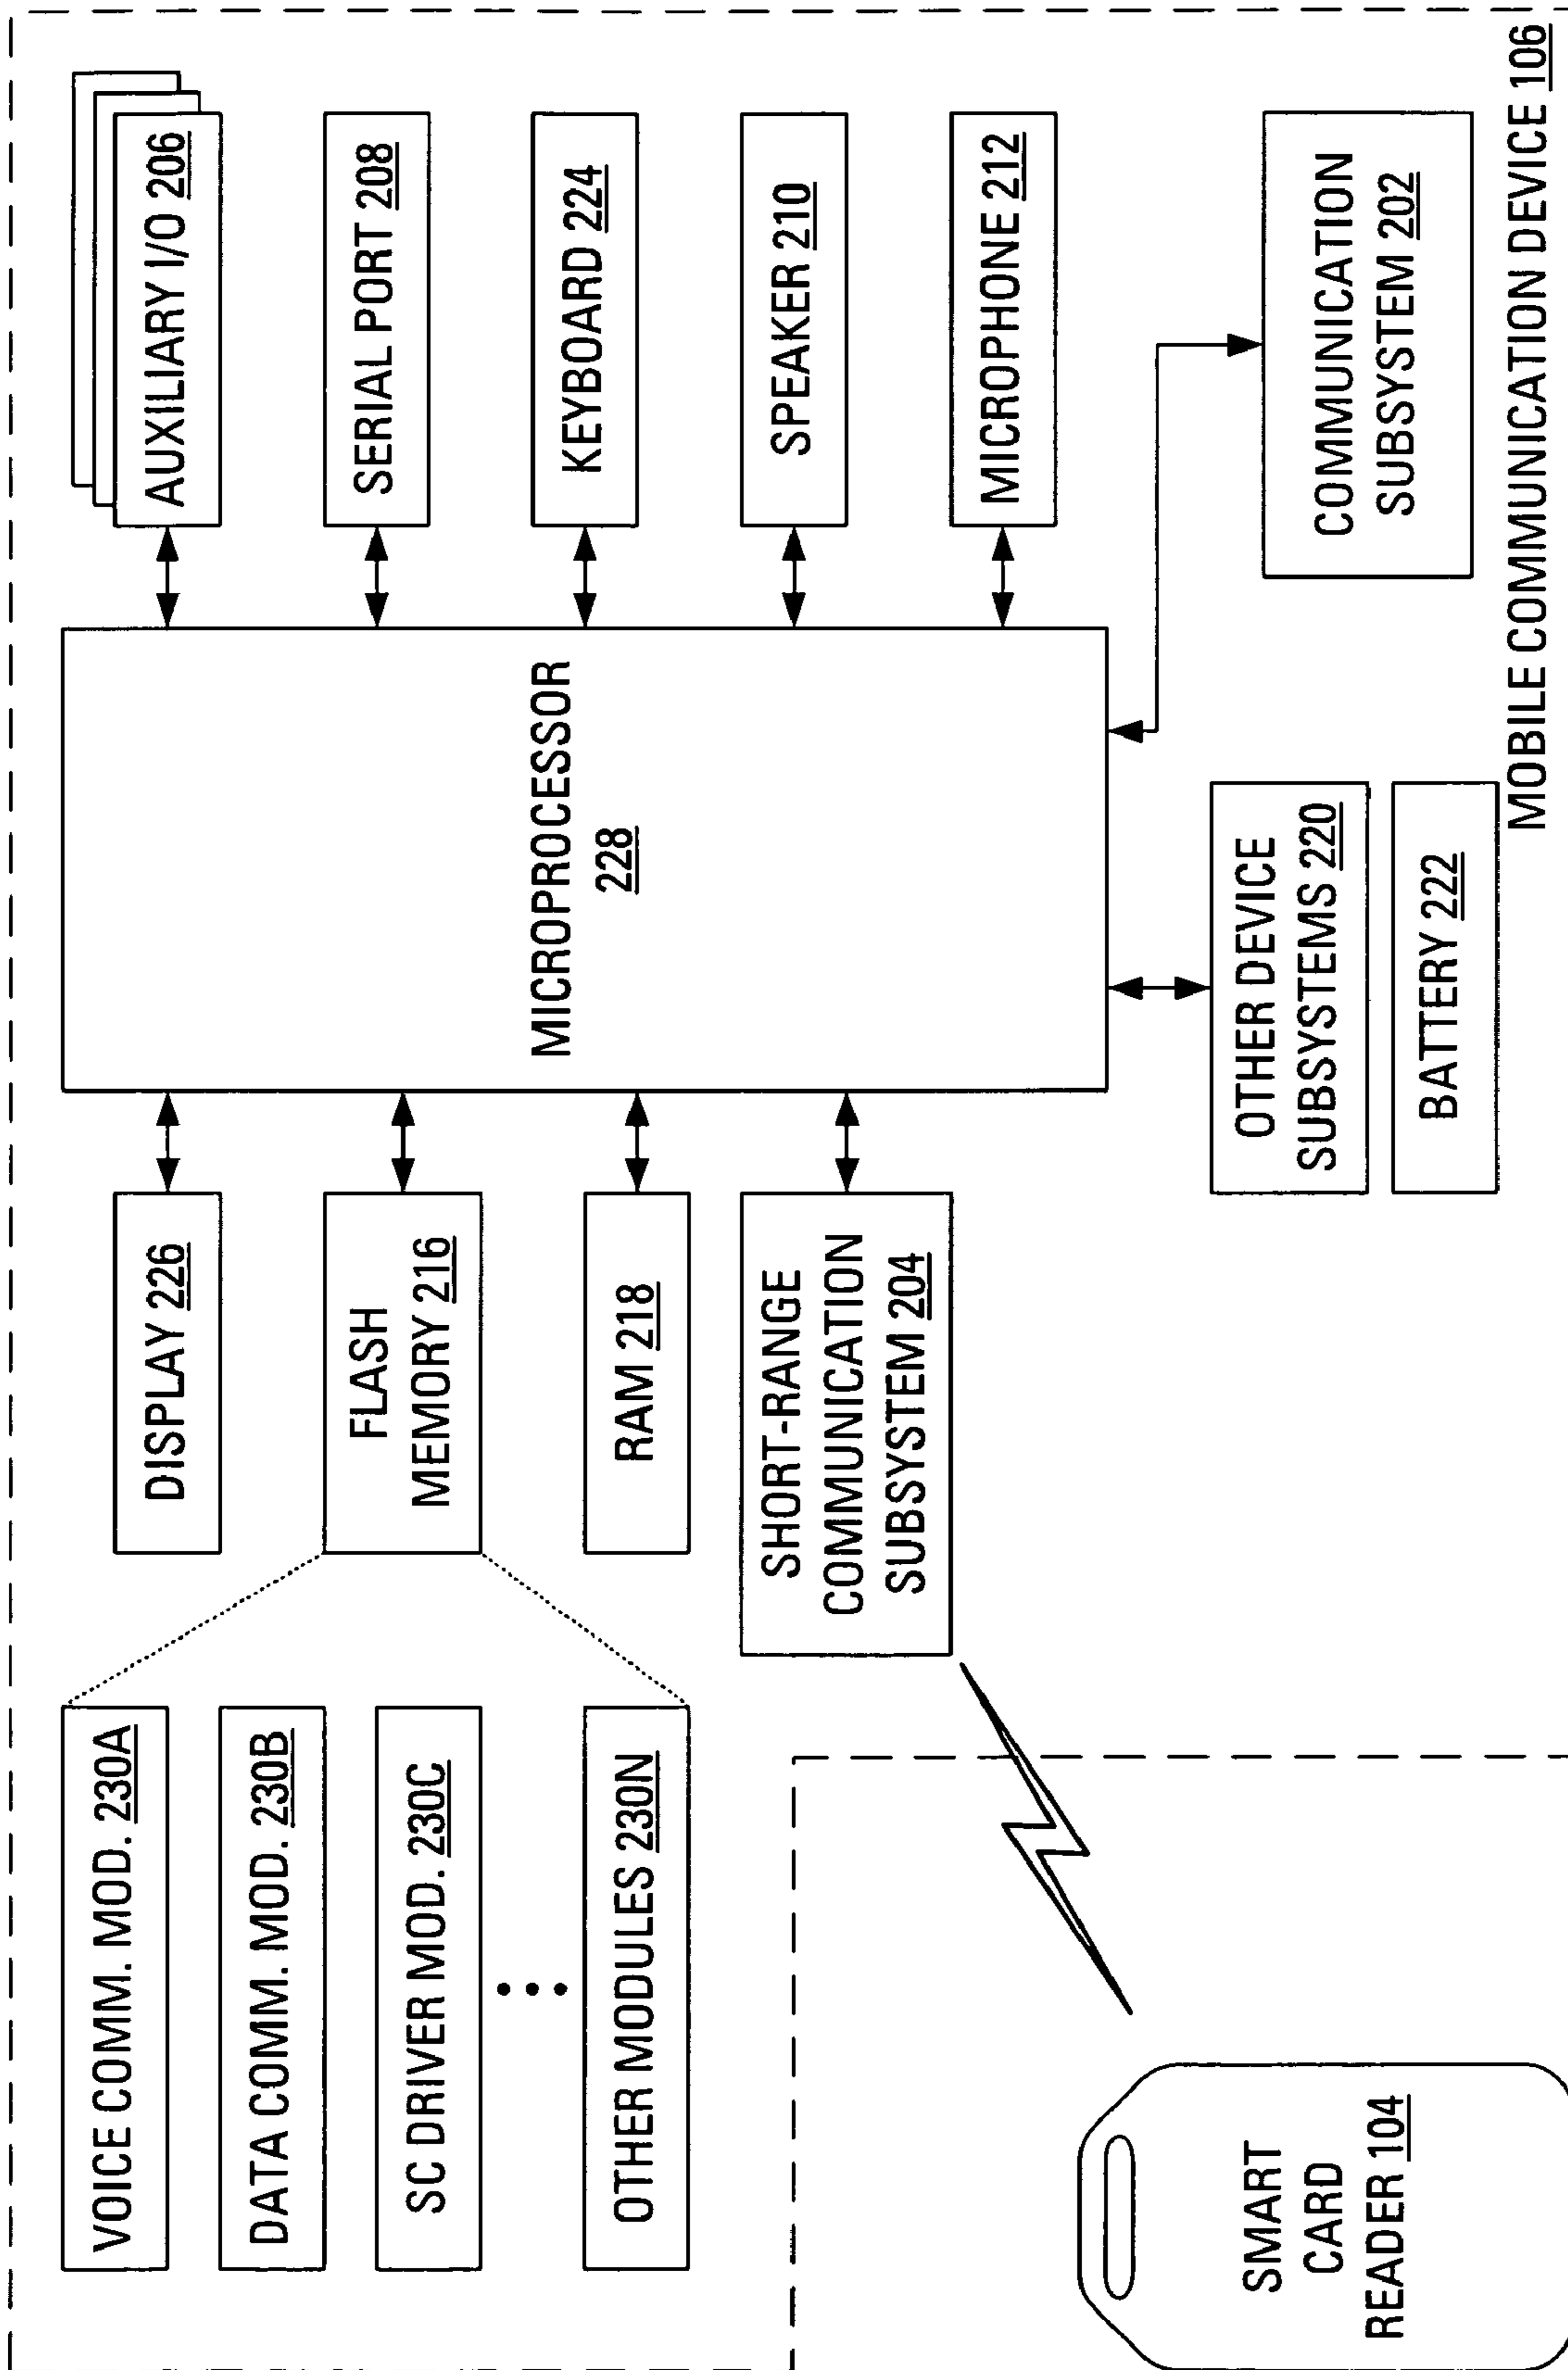 VOICE COMM. MOD. 230A
DATA COMM. MOD. 230B
SC DRIVER MOD. 230C
OTHER MODULES 230N
DISPLAY 226
FLASH
MEMORY 216
RAM 218
SHORT-RANGE
COMMUNICATION
SUBSYSTEM 204
MICROPROCESSOR
228
AUXILIARY I/O 206
SERIAL PORT 208
KEYBOARD 224
SPEAKER 210
MICROPHONE 212
COMMUNICATION
SUBSYSTEM 202
OTHER DEVICE
SUBSYSTEMS 220
BATTERY 222
MOBILE COMMUNICATION DEVICE 106
SMART
CARD
READER 104